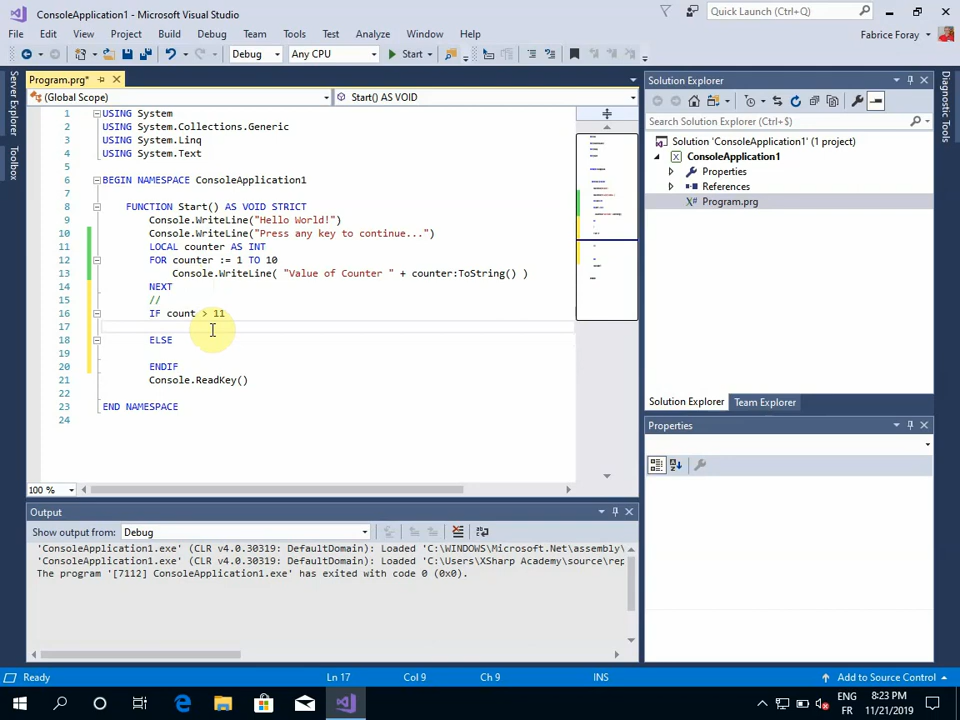 ConsoleApplication1 - Microsoft Visual Studio
Quick Launch (Ctrl+Q)
File Edit View Project Build Debug Team Tools Test Analyze Window Help
Fabrice Foray
Debug Any CPU Start
Server Explorer
Toolbox
Program.prg*
(Global Scope) Start() AS VOID
1 USING System
2 USING System.Collections.Generic
3 USING System.Linq
4 USING System.Text
5
6 BEGIN NAMESPACE ConsoleApplication1
7
8 FUNCTION Start() AS VOID STRICT
9 Console.WriteLine("Hello World!")
10 Console.WriteLine("Press any key to continue...")
11 LOCAL counter AS INT
12 FOR counter := 1 TO 10
13 Console.WriteLine( "Value of Counter " + counter:ToString() )
14 NEXT
15 //
16 IF count > 11
17
18 ELSE
19
20 ENDIF
21 Console.ReadKey()
22
23 END NAMESPACE
24
100 %
Solution Explorer
Search Solution Explorer (Ctrl+$)
Solution 'ConsoleApplication1' (1 project)
ConsoleApplication1
Properties
References
Program.prg
Solution Explorer Team Explorer
Properties
Diagnostic Tools
Output
Show output from: Debug
'ConsoleApplication1.exe' (CLR v4.0.30319: DefaultDomain): Loaded 'C:\WINDOWS\Microsoft.Net\assembly\
'ConsoleApplication1.exe' (CLR v4.0.30319: DefaultDomain): Loaded 'C:\Users\XSharp Academy\source\rep
The program '[7112] ConsoleApplication1.exe' has exited with code 0 (0x0).
Ready Ln 17 Col 9 Ch 9 INS Add to Source Control
ENG
FR
8:23 PM
11/21/2019